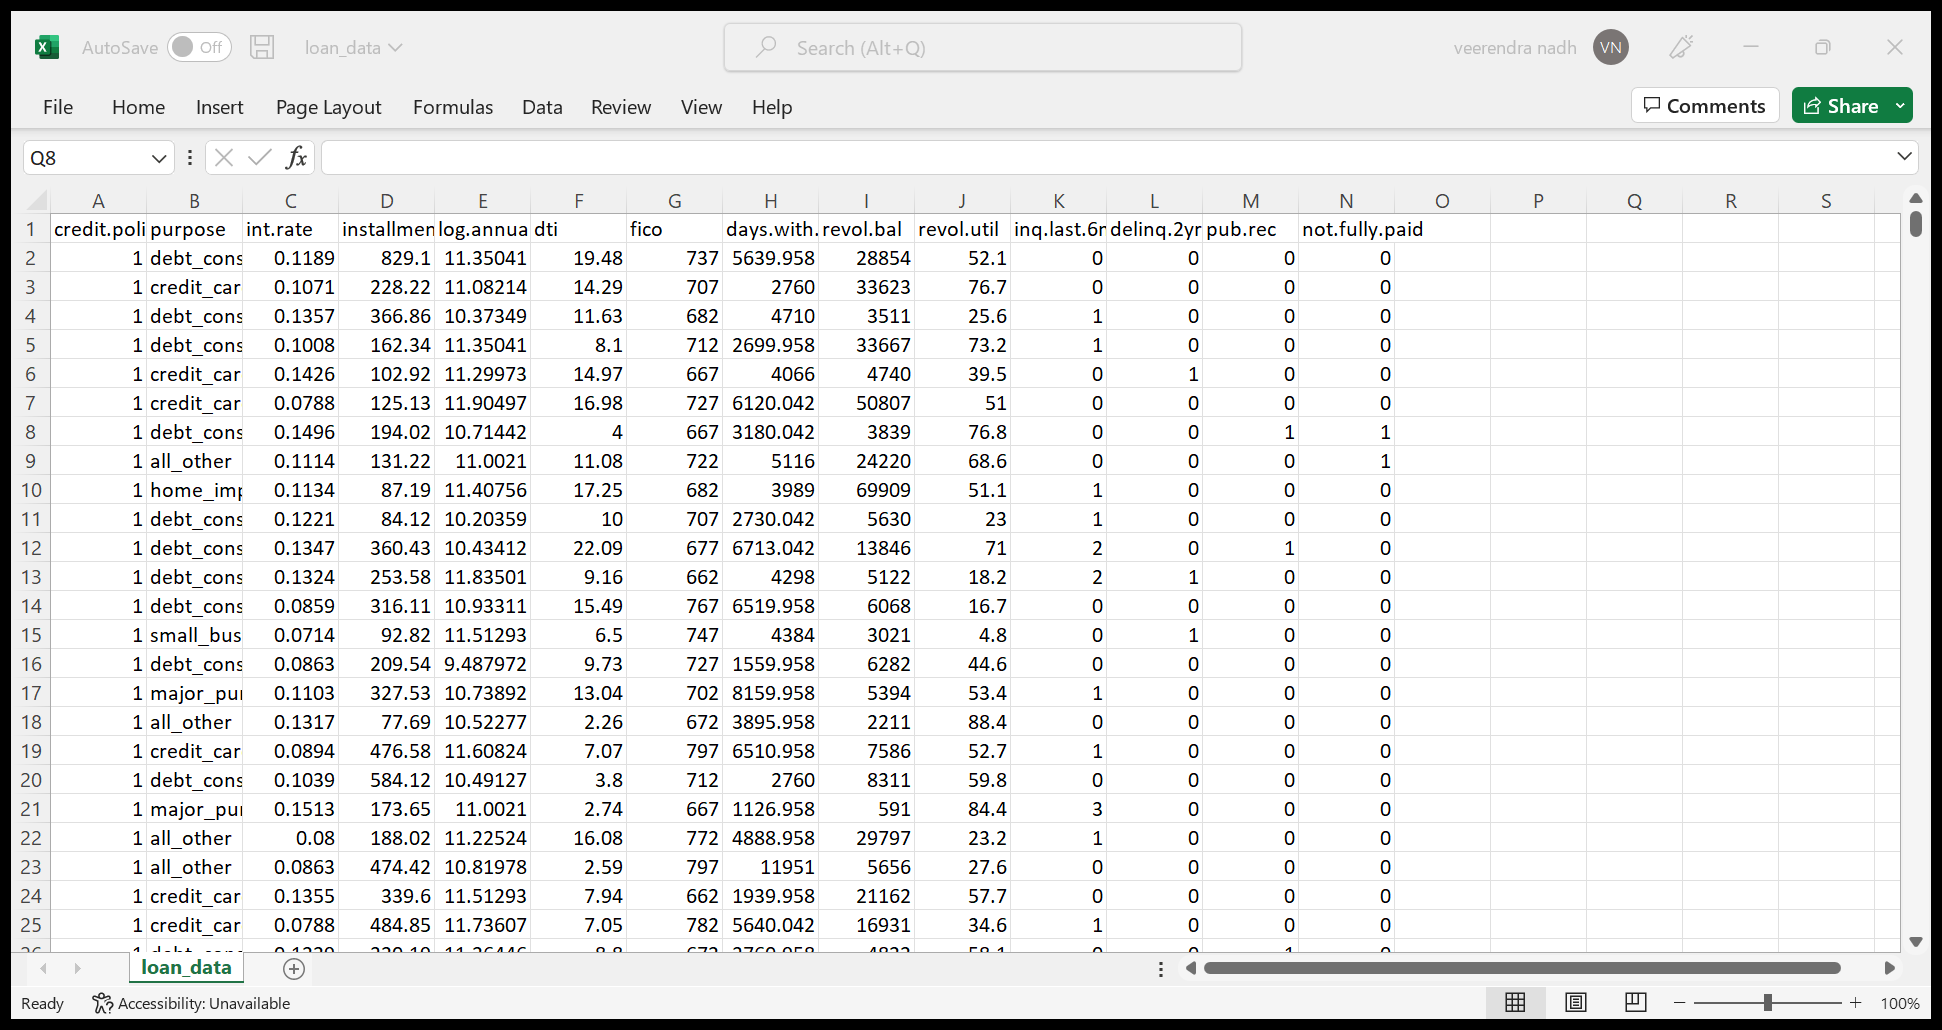 AutoSave Off loan_data Search (Alt+Q) veerendra nadh VN
File Home Insert Page Layout Formulas Data Review View Help Comments Share
Q8 fx
A B C D E F G H I J K L M N O P Q R S
1 credit.poli purpose int.rate installmen log.annua dti fico days.with. revol.bal revol.util inq.last.6r delinq.2yr pub.rec not.fully.paid
2 1 debt_cons 0.1189 829.1 11.35041 19.48 737 5639.958 28854 52.1 0 0 0 0
3 1 credit_car 0.1071 228.22 11.08214 14.29 707 2760 33623 76.7 0 0 0 0
4 1 debt_cons 0.1357 366.86 10.37349 11.63 682 4710 3511 25.6 1 0 0 0
5 1 debt_cons 0.1008 162.34 11.35041 8.1 712 2699.958 33667 73.2 1 0 0 0
6 1 credit_car 0.1426 102.92 11.29973 14.97 667 4066 4740 39.5 0 1 0 0
7 1 credit_car 0.0788 125.13 11.90497 16.98 727 6120.042 50807 51 0 0 0 0
8 1 debt_cons 0.1496 194.02 10.71442 4 667 3180.042 3839 76.8 0 0 1 1
9 1 all_other 0.1114 131.22 11.0021 11.08 722 5116 24220 68.6 0 0 0 1
10 1 home_imp 0.1134 87.19 11.40756 17.25 682 3989 69909 51.1 1 0 0 0
11 1 debt_cons 0.1221 84.12 10.20359 10 707 2730.042 5630 23 1 0 0 0
12 1 debt_cons 0.1347 360.43 10.43412 22.09 677 6713.042 13846 71 2 0 1 0
13 1 debt_cons 0.1324 253.58 11.83501 9.16 662 4298 5122 18.2 2 1 0 0
14 1 debt_cons 0.0859 316.11 10.93311 15.49 767 6519.958 6068 16.7 0 0 0 0
15 1 small_bus 0.0714 92.82 11.51293 6.5 747 4384 3021 4.8 0 1 0 0
16 1 debt_cons 0.0863 209.54 9.487972 9.73 727 1559.958 6282 44.6 0 0 0 0
17 1 major_pur 0.1103 327.53 10.73892 13.04 702 8159.958 5394 53.4 1 0 0 0
18 1 all_other 0.1317 77.69 10.52277 2.26 672 3895.958 2211 88.4 0 0 0 0
19 1 credit_car 0.0894 476.58 11.60824 7.07 797 6510.958 7586 52.7 1 0 0 0
20 1 debt_cons 0.1039 584.12 10.49127 3.8 712 2760 8311 59.8 0 0 0 0
21 1 major_pur 0.1513 173.65 11.0021 2.74 667 1126.958 591 84.4 3 0 0 0
22 1 all_other 0.08 188.02 11.22524 16.08 772 4888.958 29797 23.2 1 0 0 0
23 1 all_other 0.0863 474.42 10.81978 2.59 797 11951 5656 27.6 0 0 0 0
24 1 credit_car 0.1355 339.6 11.51293 7.94 662 1939.958 21162 57.7 0 0 0 0
25 1 credit_car 0.0788 484.85 11.73607 7.05 782 5640.042 16931 34.6 1 0 0 0
loan_data
Ready Accessibility: Unavailable 100%